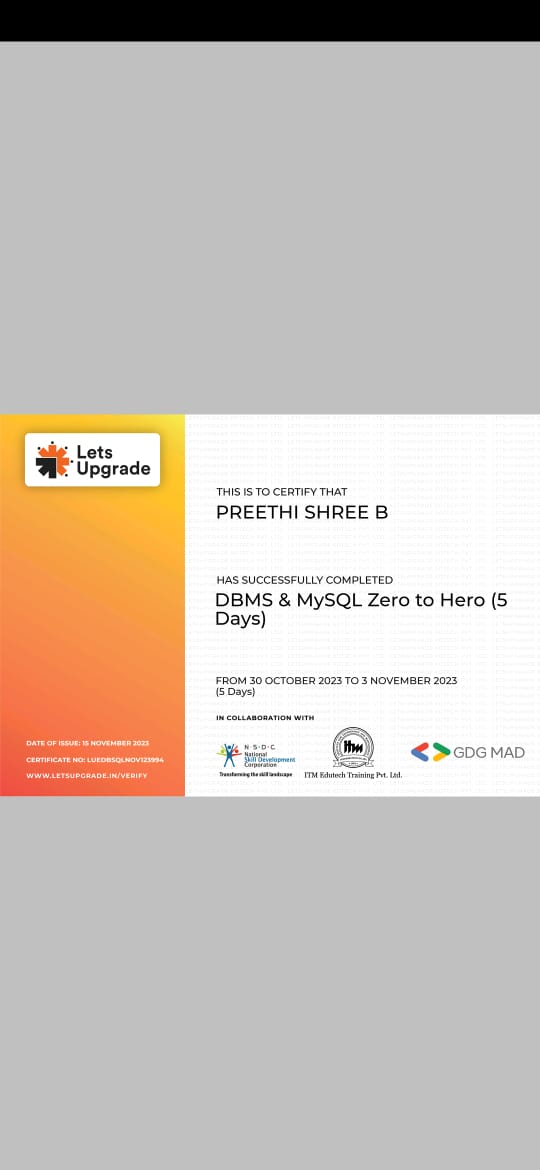 Lets
Upgrade
THIS IS TO CERTIFY THAT
PREETHI SHREE B
HAS SUCCESSFULLY COMPLETED
DBMS & MySQL Zero to Hero (5
Days)
FROM 30 OCTOBER 2023 TO 3 NOVEMBER 2023
(5 Days)
IN COLLABORATION WITH
DATE OF ISSUE: 15 NOVEMBER 2023
CERTIFICATE NO: LUEDBSQLNOV123994
WWW.LETSUPGRADE.IN/VERIFY
N·S·D·C
National
Skill Development
Corporation
Transforming the skill landscape
itm
ITM Edutech Training Pvt. Ltd.
GDG MAD